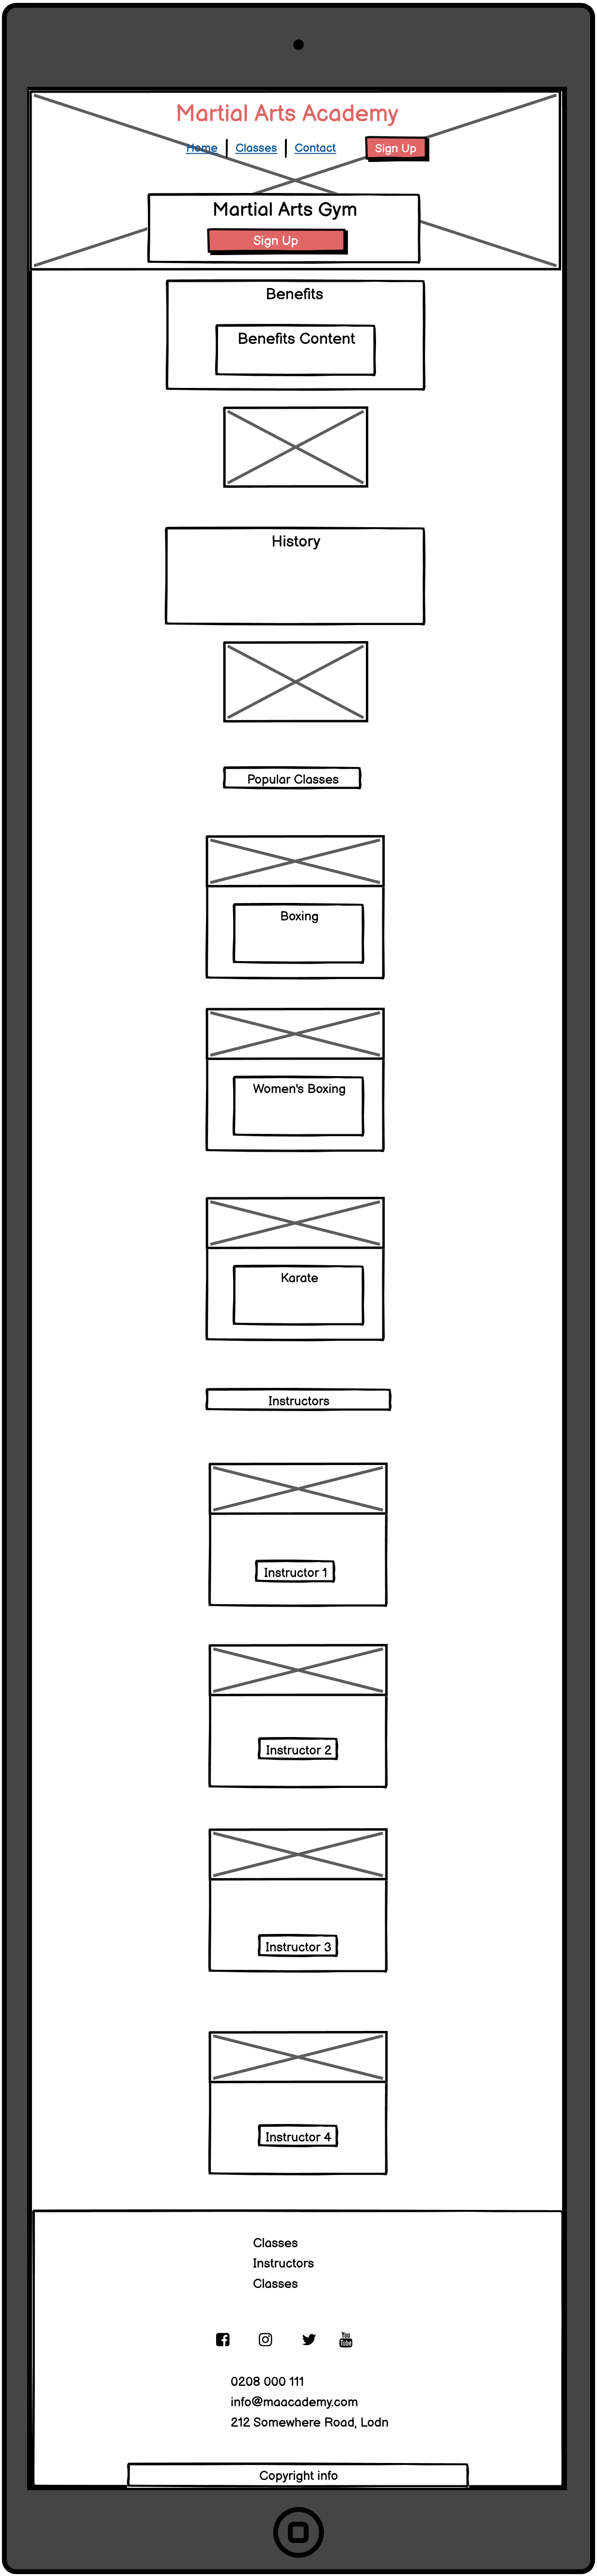 Martial Arts Academy
Home Classes Contact Sign Up
Martial Arts Gym
Sign Up
Benefits
Benefits Content
History
Popular Classes
Boxing
Women's Boxing
Karate
Instructors
Instructor 1
Instructor 2
Instructor 3
Instructor 4
Classes
Instructors
Classes
You
Tube
0208 000 111
info@maacademy.com
212 Somewhere Road, Lodn
Copyright info